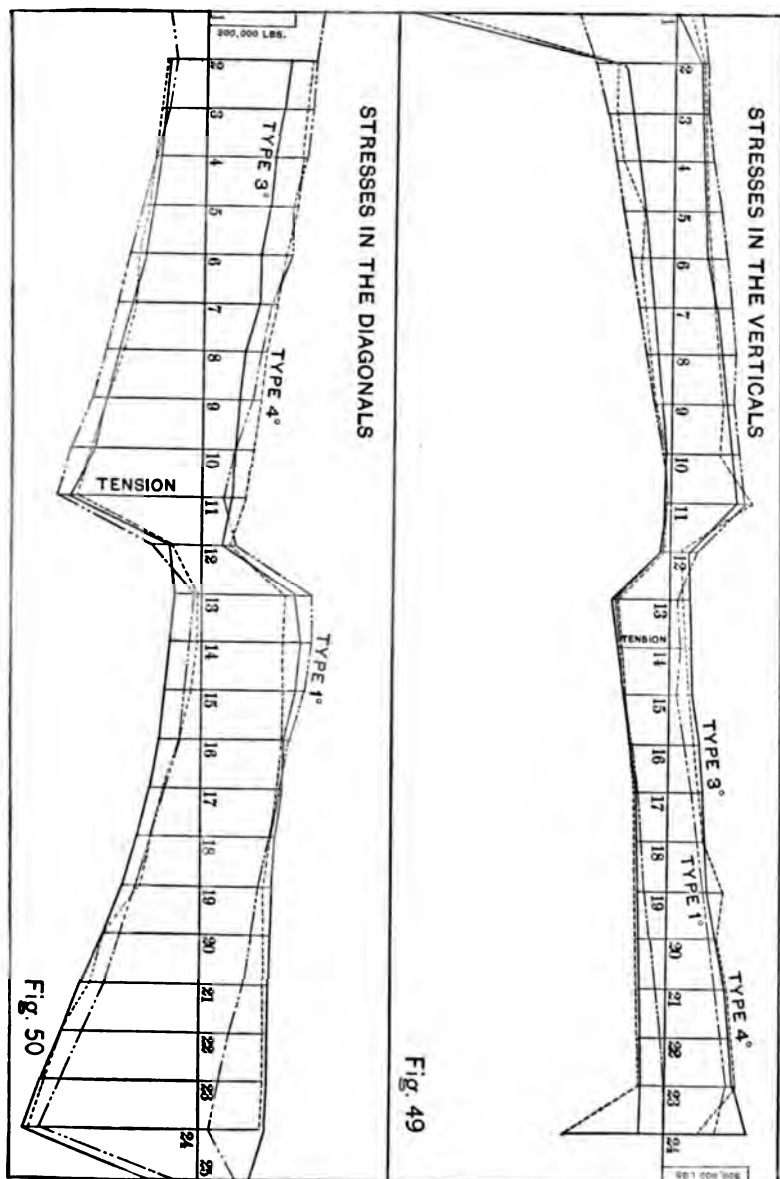 STRESSES IN THE VERTICALS
TYPE 3°
TYPE 1°
TYPE 4°
1 2 3 4 5 6 7 8 9 10 11 12 13 14 15 16 17 18 19 20 21 22 23 24
TENSION
LBS
Fig. 49
STRESSES IN THE DIAGONALS
TYPE 3°
TYPE 4°
TYPE 1°
200,000 LBS.
1 2 3 4 5 6 7 8 9 10 11 12 13 14 15 16 17 18 19 20 21 22 23 24 25
TENSION
Fig. 50